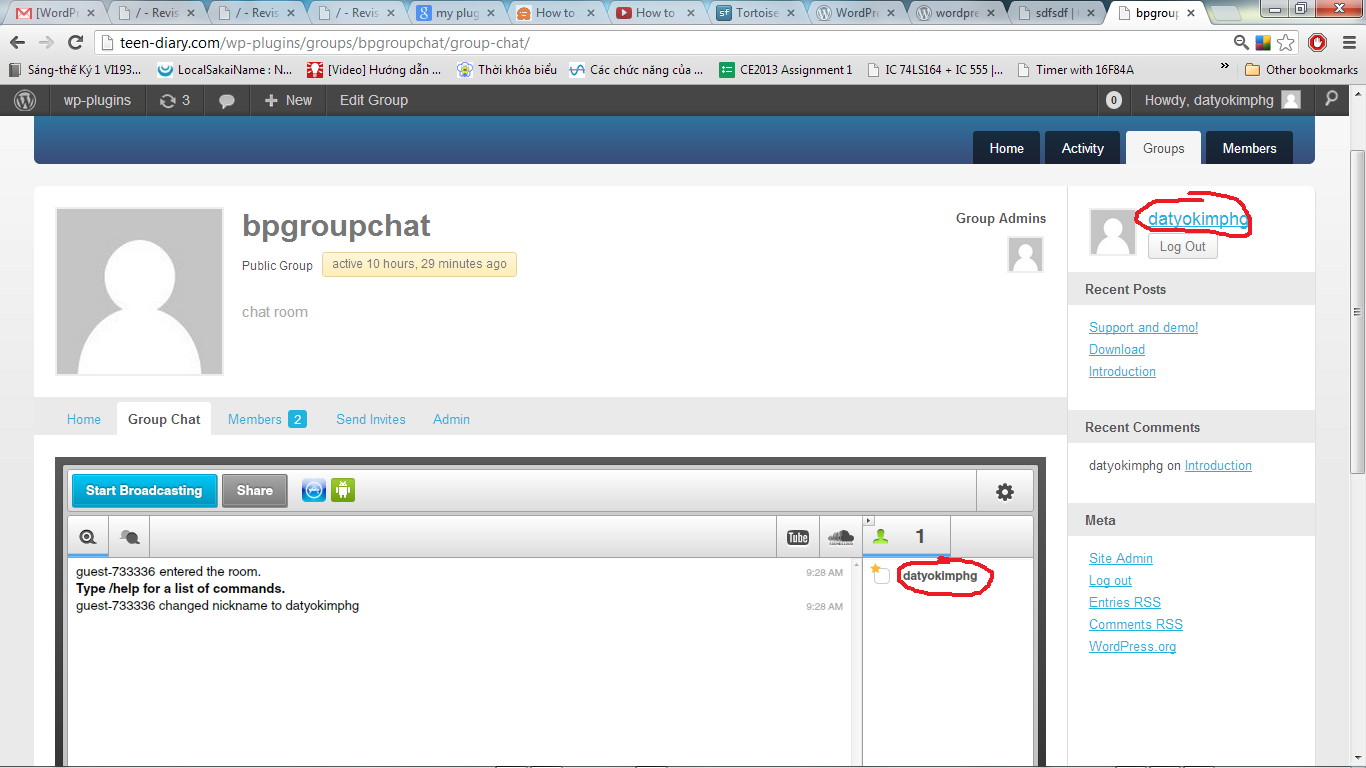 [WordPr
/ - Revis
/ - Revis
/ - Revis
my plug
How to
How to
Tortoise
WordPre
wordpre
sdfsdf |
bpgroup
teen-diary.com/wp-plugins/groups/bpgroupchat/group-chat/
Sáng-thế Ký 1 VI193...
LocalSakaiName : N...
[Video] Hướng dẫn ...
Thời khóa biểu
Các chức năng của ...
CE2013 Assignment 1
IC 74LS164 + IC 555 |...
Timer with 16F84A
»
Other bookmarks
wp-plugins
3
+ New
Edit Group
0
Howdy, datyokimphg
Home
Activity
Groups
Members
bpgroupchat
Public Group
active 10 hours, 29 minutes ago
chat room
Group Admins
datyokimphg
Log Out
Recent Posts
Support and demo!
Download
Introduction
Recent Comments
datyokimphg on Introduction
Meta
Site Admin
Log out
Entries RSS
Comments RSS
WordPress.org
Home
Group Chat
Members 2
Send Invites
Admin
Start Broadcasting
Share
Tube
SOUNDCLOUD
1
guest-733336 entered the room. 9:28 AM
Type /help for a list of commands.
guest-733336 changed nickname to datyokimphg 9:28 AM
datyokimphg